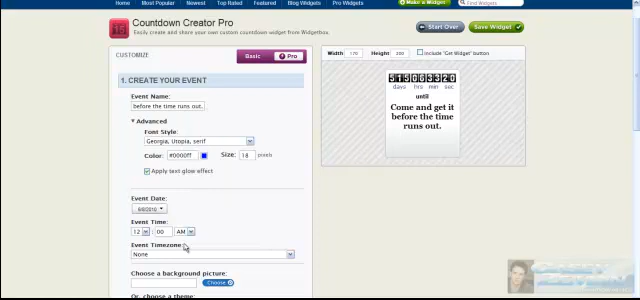 Home Most Popular Newest Top Rated Featured Blog Widgets Pro Widgets Make a Widget Find Widgets
Countdown Creator Pro
Easily create and share your own custom countdown widget from Widgetbox.
Start Over Save Widget
CUSTOMIZE Basic Pro
Width: 170 Height: 200 Include "Get Widget" button
1. CREATE YOUR EVENT
Event Name:
before the time runs out.
Advanced
Font Style:
Georgia, Utopia, serif
Color: #0000ff Size: 18 pixels
Apply text glow effect
Event Date:
Event Time:
12 : 00 AM
Event Timezone:
None
Choose a background picture:
Choose
Or, choose a theme:
515003320
days hrs min sec
until
Come and get it
before the time
runs out.